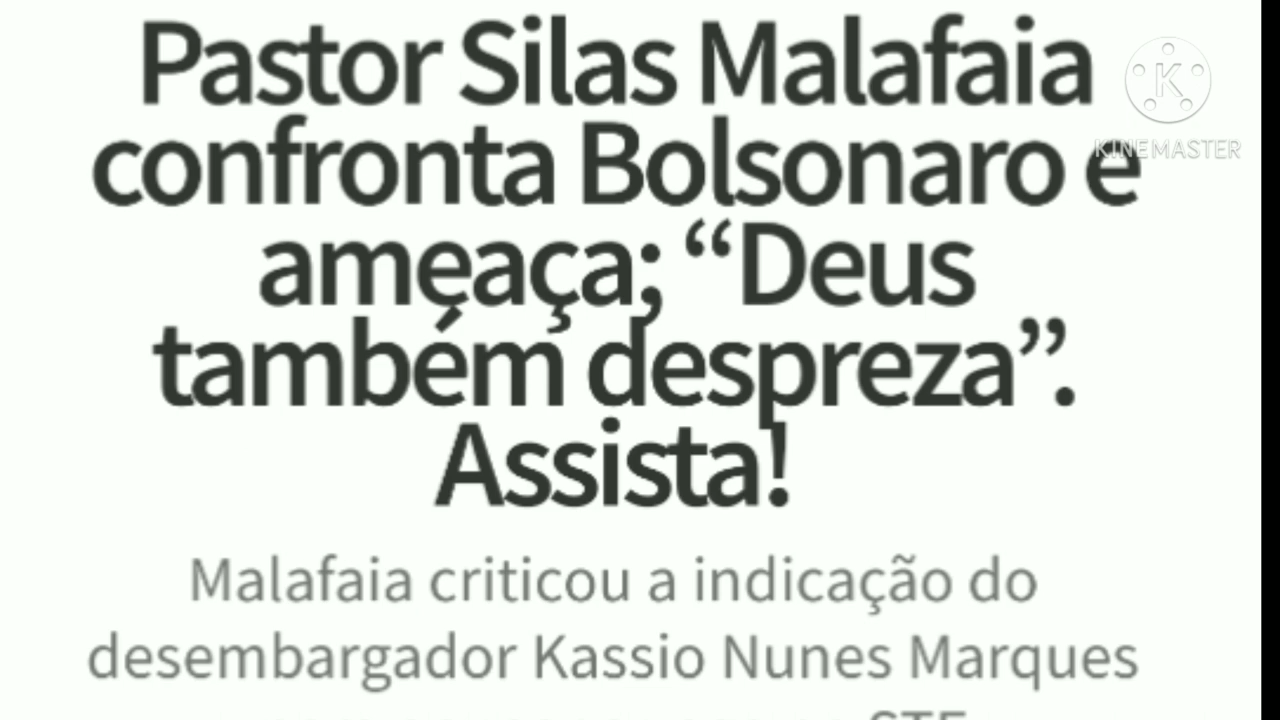 Pastor Silas Malafaia
confronta Bolsonaro e
ameaça; “Deus
também despreza”.
Assista!
Malafaia criticou a indicação do
desembargador Kassio Nunes Marques
STF
K
KINEMASTER